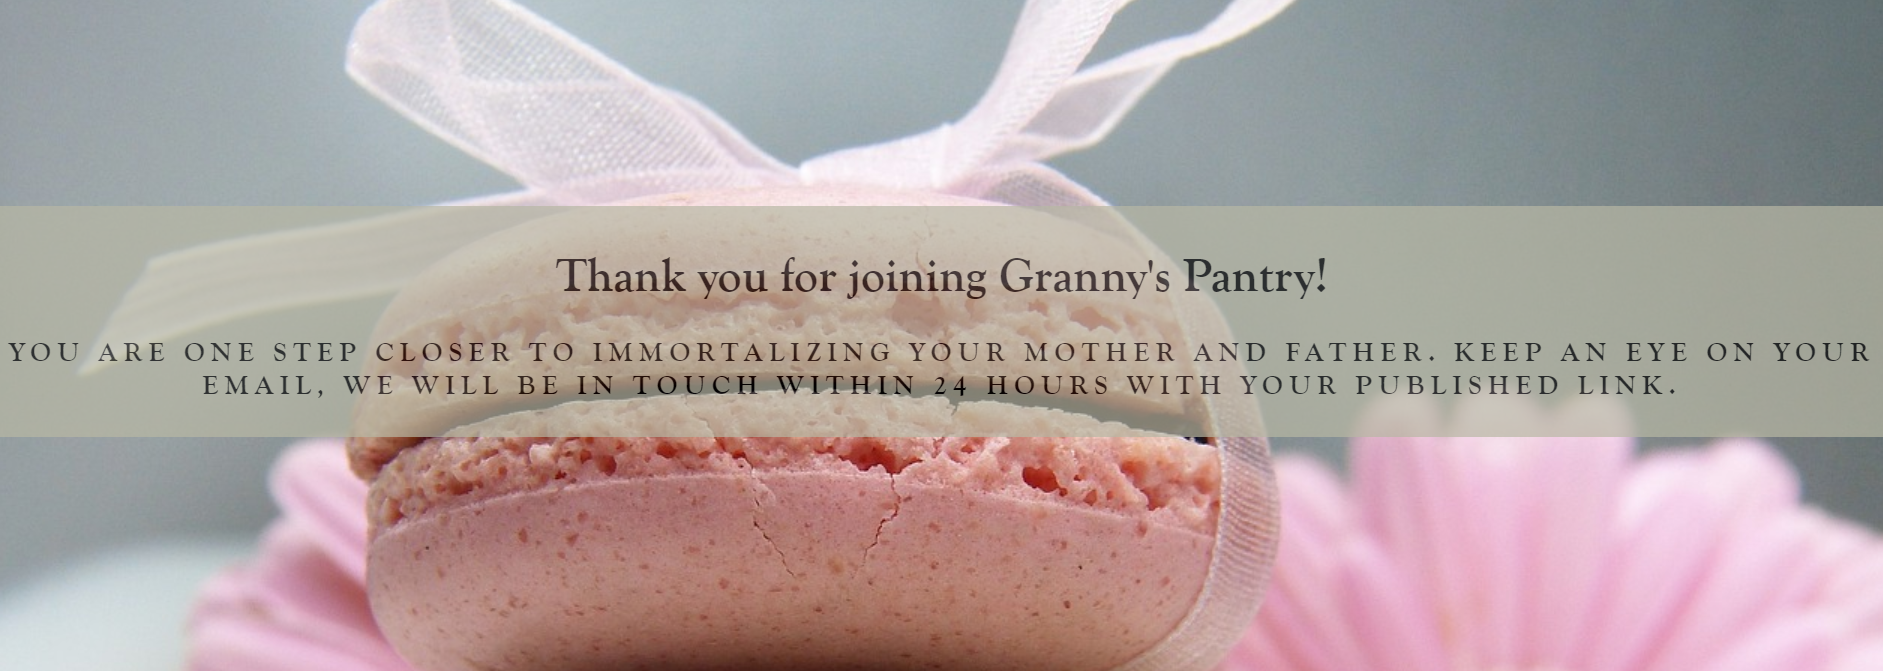 Thank you for joining Granny's Pantry!
YOU ARE ONE STEP CLOSER TO IMMORTALIZING YOUR MOTHER AND FATHER. KEEP AN EYE ON YOUR
EMAIL, WE WILL BE IN TOUCH WITHIN 24 HOURS WITH YOUR PUBLISHED LINK.